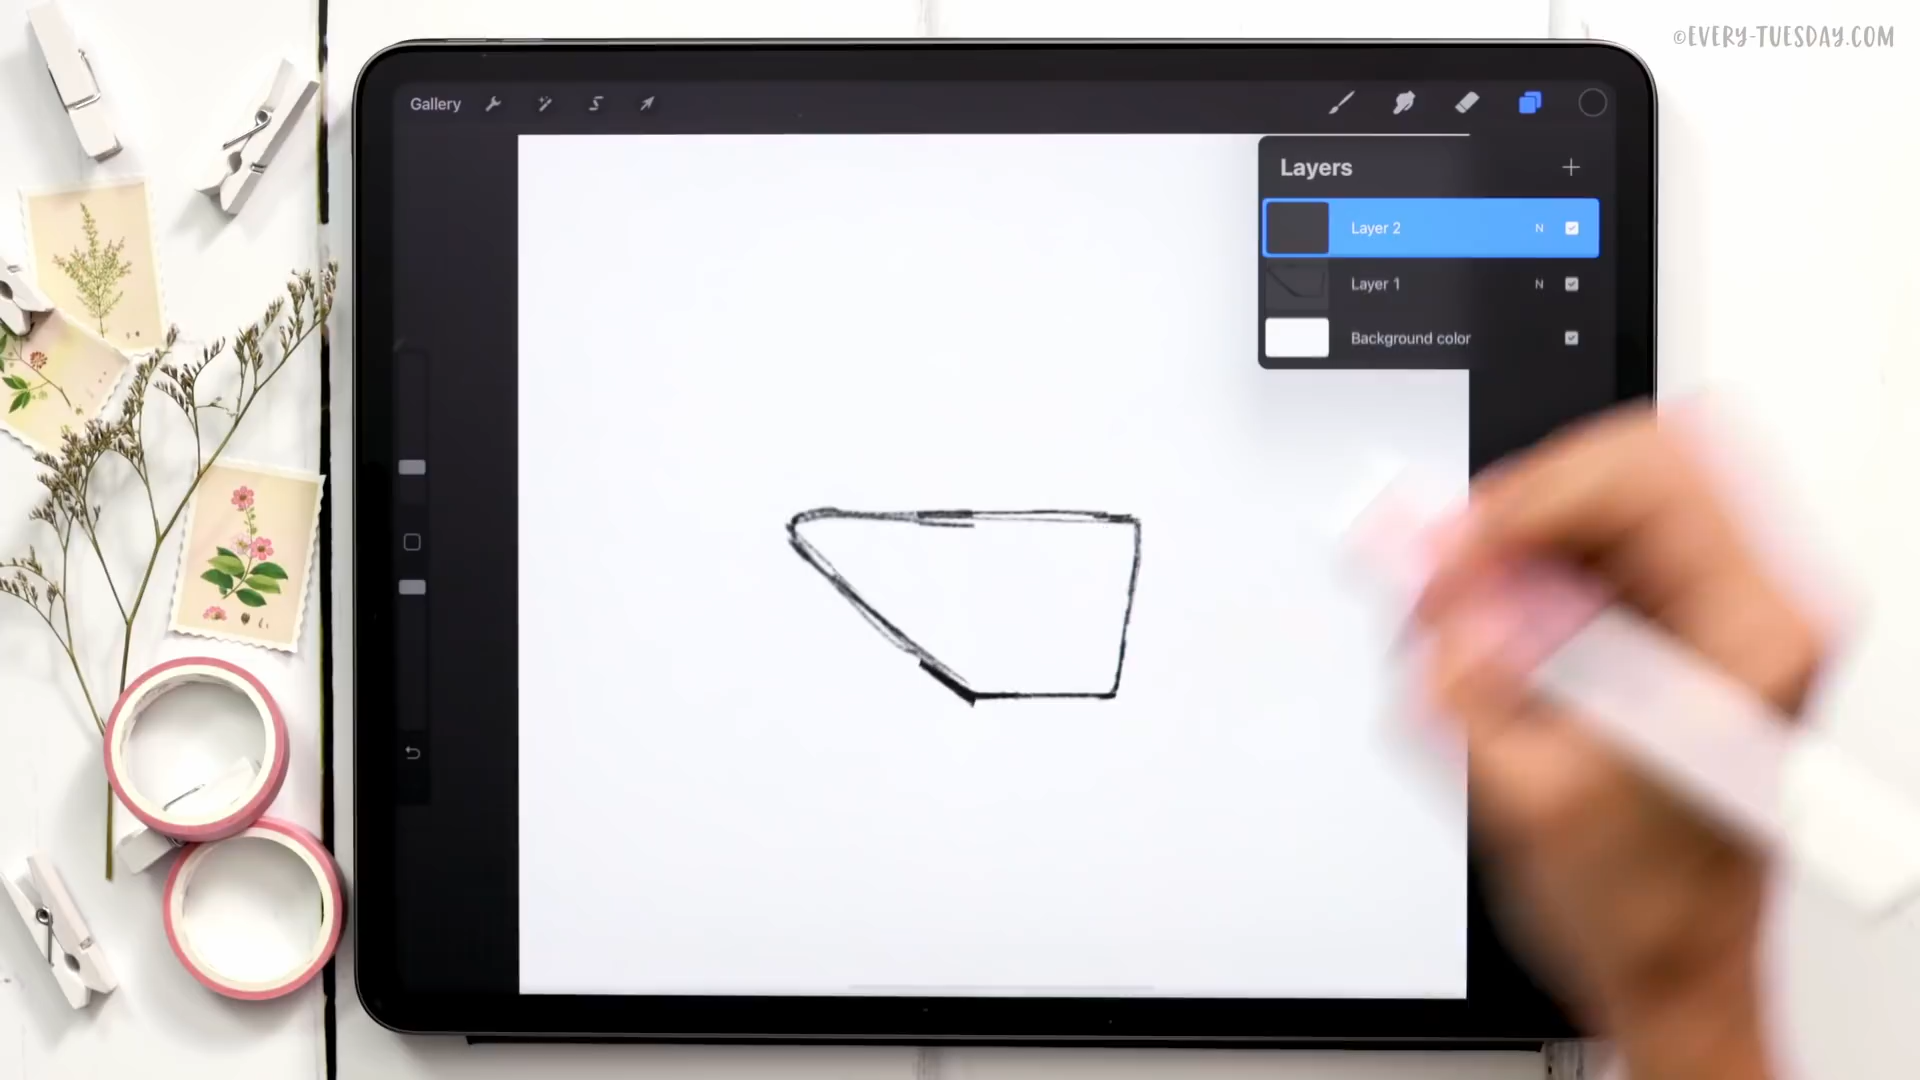 ©EVERY-TUESDAY.COM
Gallery
Layers
Layer 2 N
Layer 1 N
Background color